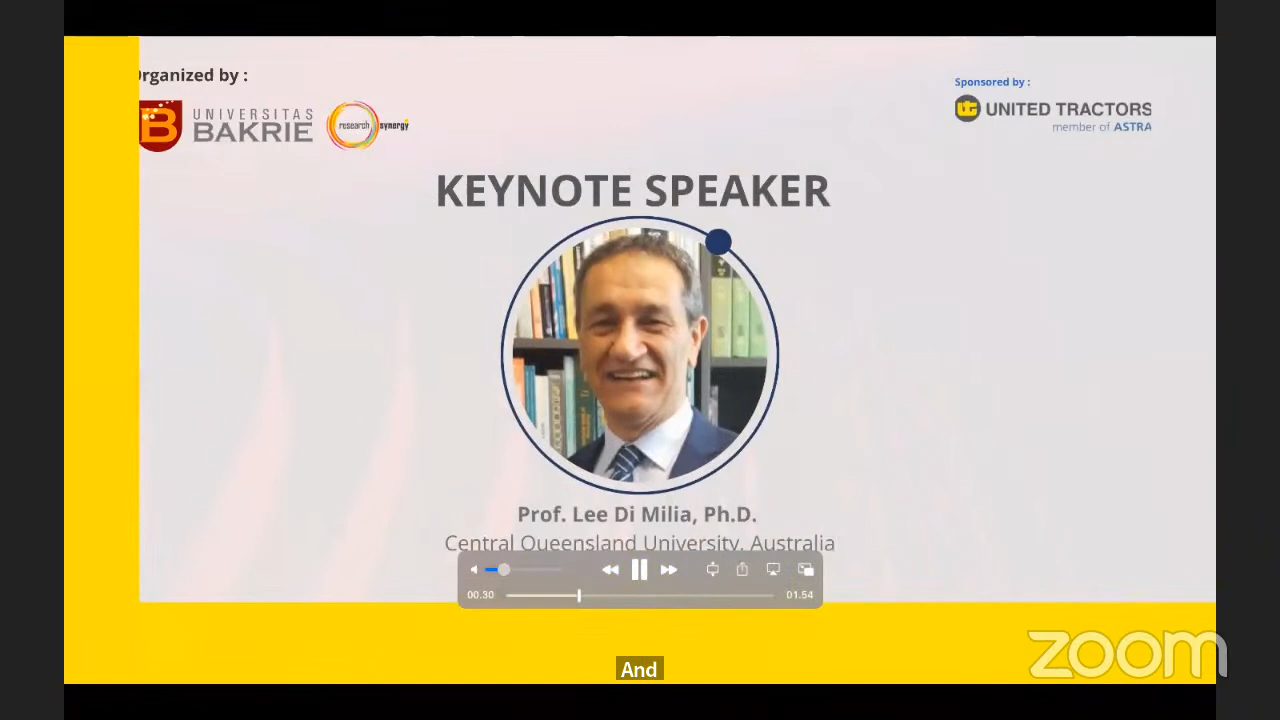 Organized by :
Sponsored by :
UNIVERSITAS
BAKRIE
research synergy
UNITED TRACTORS
member of ASTRA
KEYNOTE SPEAKER
Prof. Lee Di Milia, Ph.D.
Central Queensland University, Australia
00.30
01.54
zoom
And